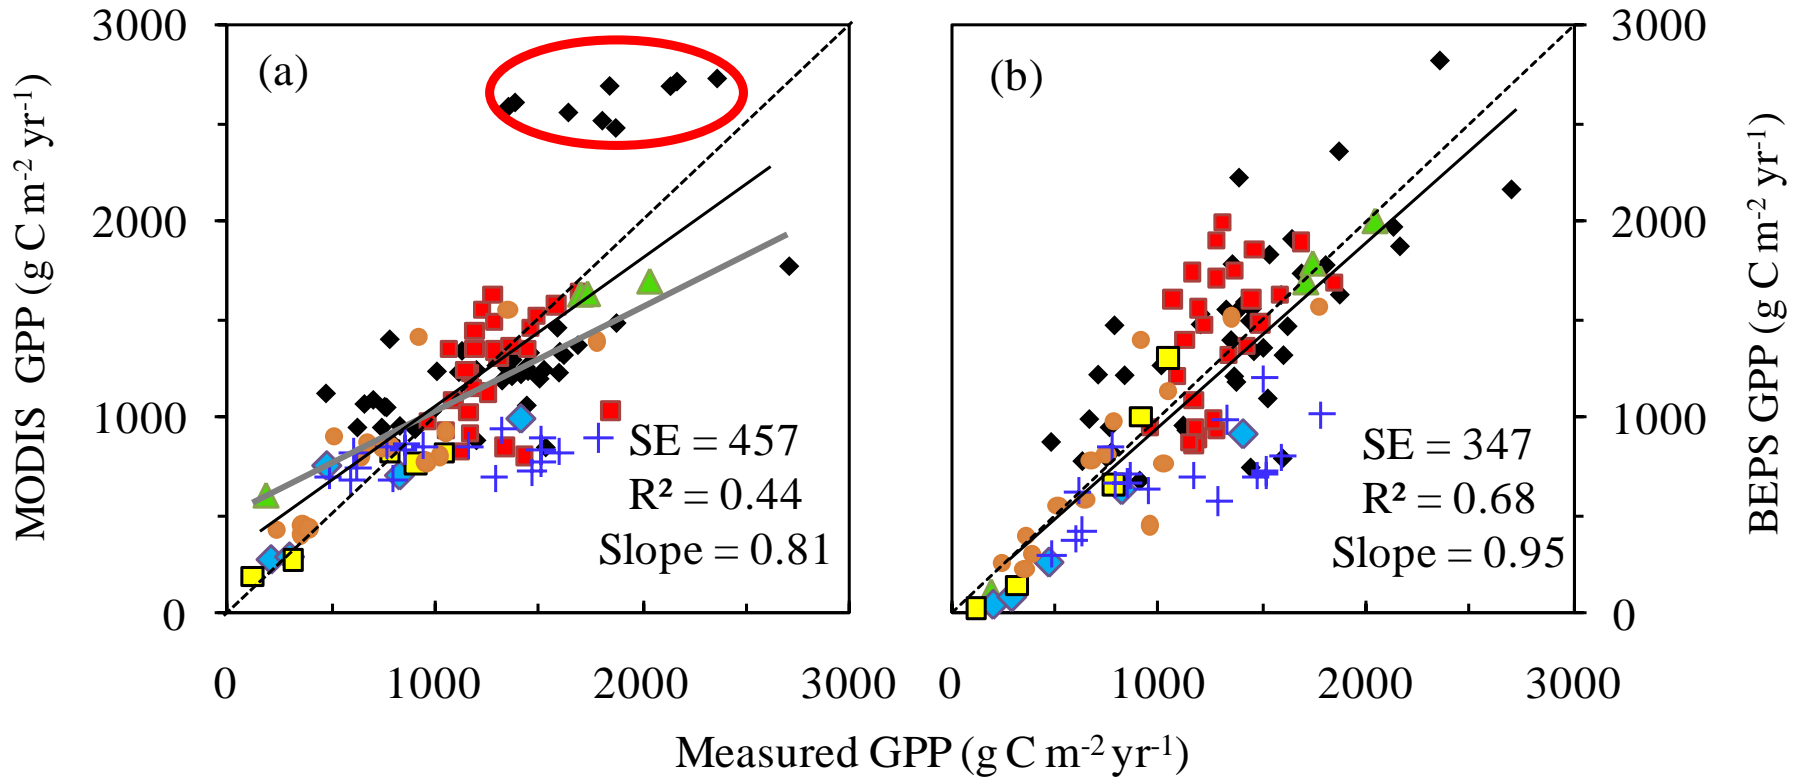 3000
2000
1000
0
MODIS GPP (g C m-2 yr-1)
(a)
SE = 457
R² = 0.44
Slope = 0.81
0
1000
2000
3000
(b)
SE = 347
R² = 0.68
Slope = 0.95
0
1000
2000
3000
3000
2000
1000
0
BEPS GPP (g C m-2 yr-1)
Measured GPP (g C m-2 yr-1)